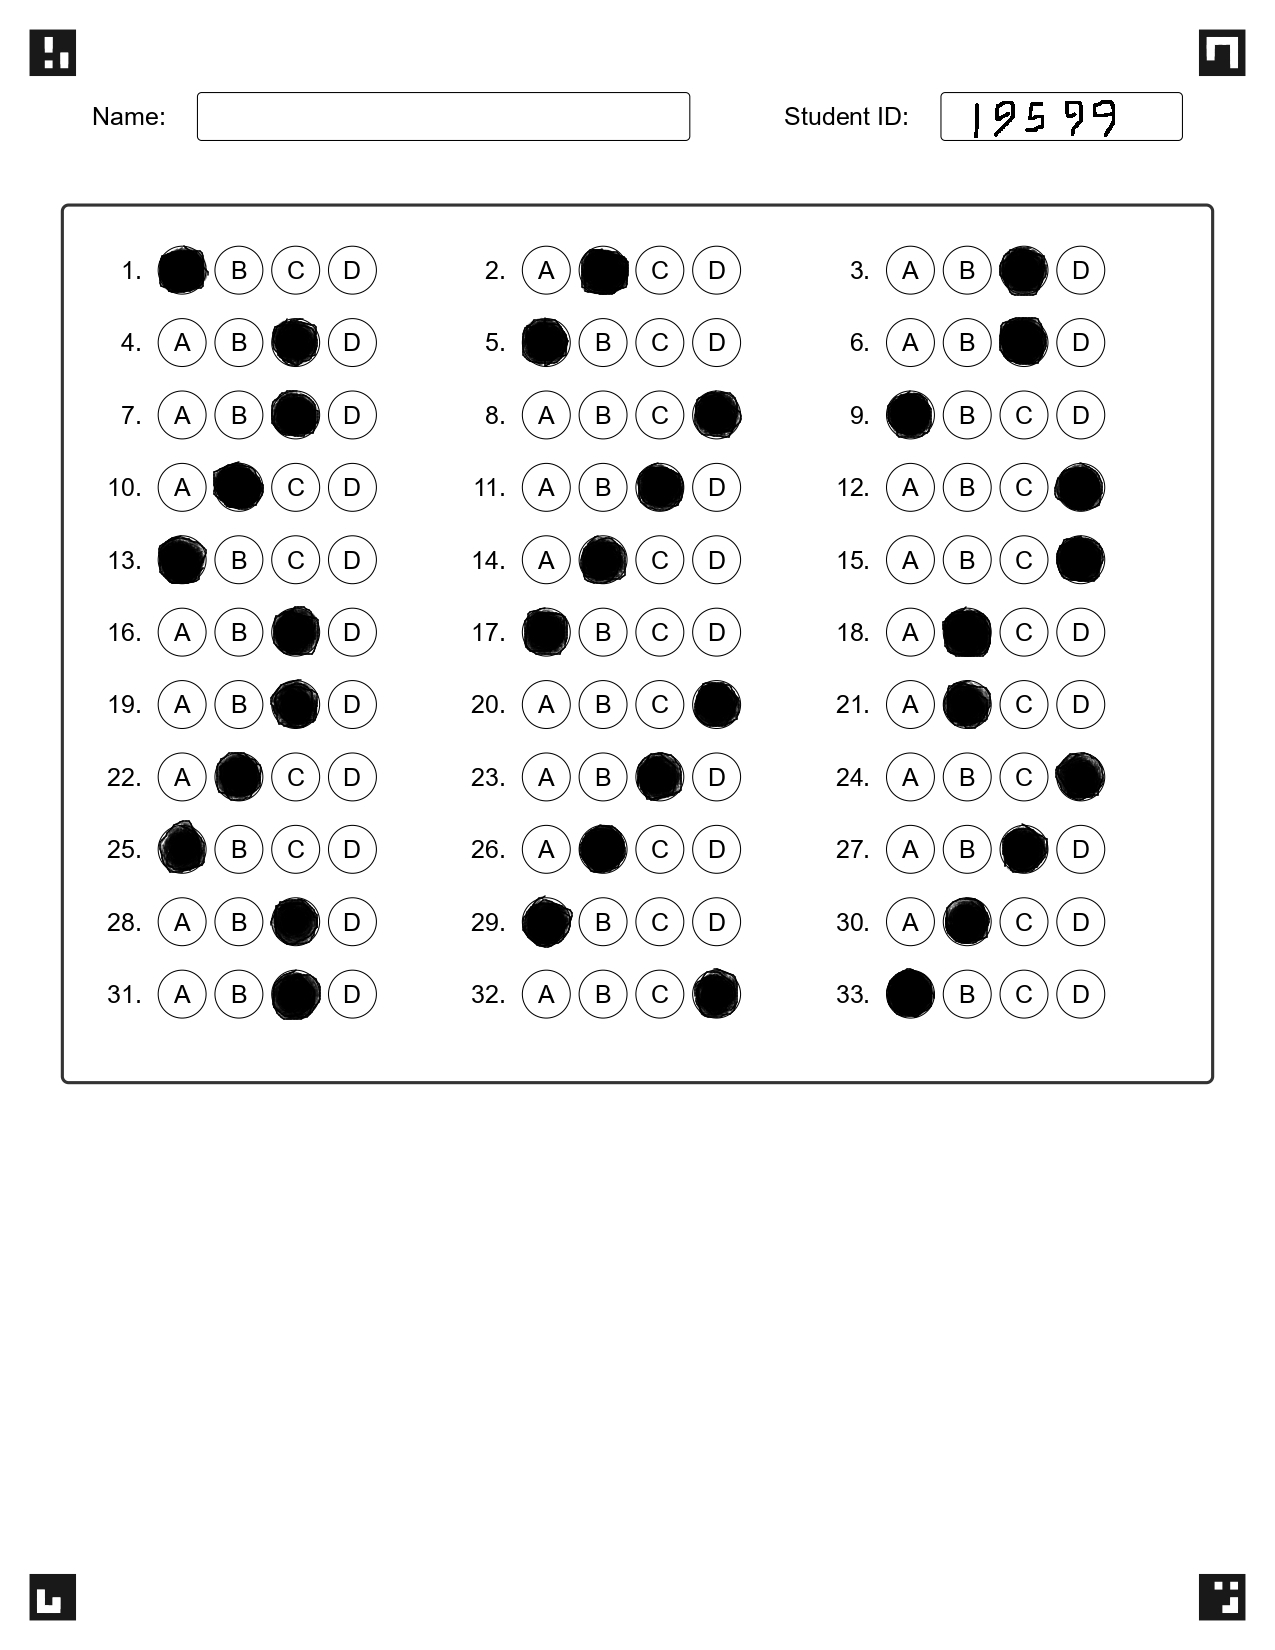 Name: Student ID: 19599
1. B C D 2. A C D 3. A B D
4. A B D 5. B C D 6. A B D
7. A B D 8. A B C 9. B C D
10. A C D 11. A B D 12. A B C
13. B C D 14. A C D 15. A B C
16. A B D 17. B C D 18. A C D
19. A B D 20. A B C 21. A C D
22. A C D 23. A B D 24. A B C
25. B C D 26. A C D 27. A B D
28. A B D 29. B C D 30. A C D
31. A B D 32. A B C 33. B C D